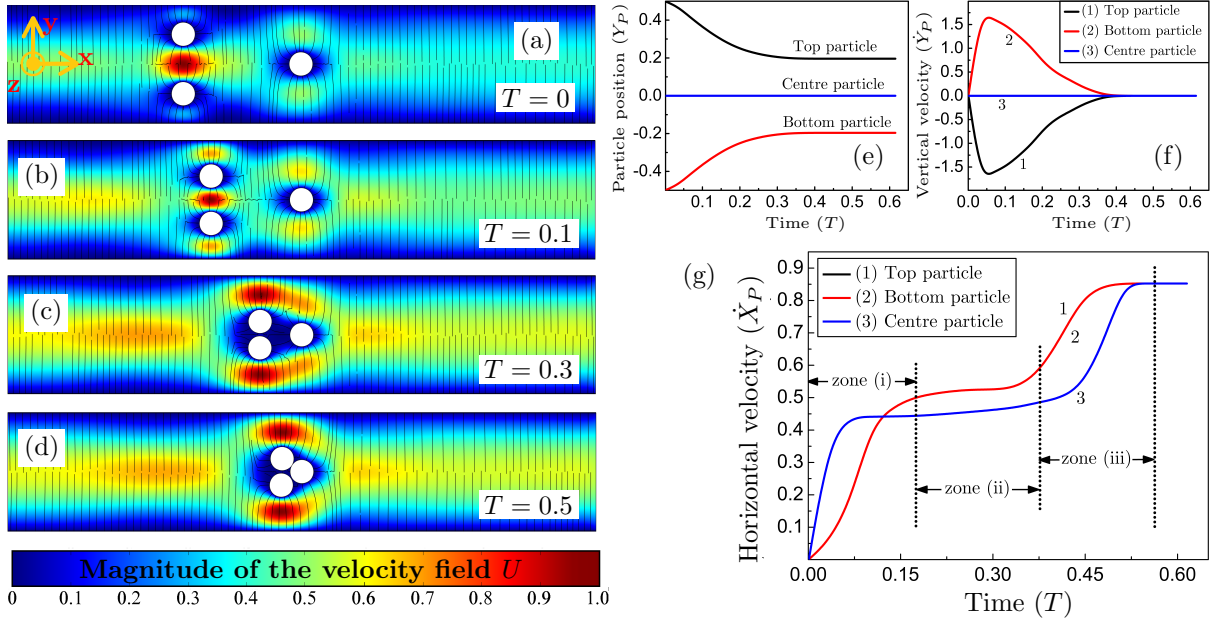 y
x
z
(a)
T = 0
(b)
T = 0.1
(c)
T = 0.3
(d)
T = 0.5
Magnitude of the velocity field U
0 0.1 0.2 0.3 0.4 0.5 0.6 0.7 0.8 0.9 1.0
Particle position (Y_P)
0.4
0.2
0.0
-0.2
-0.4
Top particle
Centre particle
Bottom particle
(e)
0.0 0.1 0.2 0.3 0.4 0.5 0.6
Time (T)
Vertical velocity (Ẏ_P)
1.5
1.0
0.5
0.0
-0.5
-1.0
-1.5
(1) Top particle
(2) Bottom particle
(3) Centre particle
2
3
1
(f)
0.0 0.1 0.2 0.3 0.4 0.5 0.6
Time (T)
(g)
Horizontal velocity (Ẋ_P)
0.9
0.8
0.7
0.6
0.5
0.4
0.3
0.2
0.1
(1) Top particle
(2) Bottom particle
(3) Centre particle
1
2
3
zone (i)
zone (ii)
zone (iii)
0.00 0.15 0.30 0.45 0.60
Time (T)